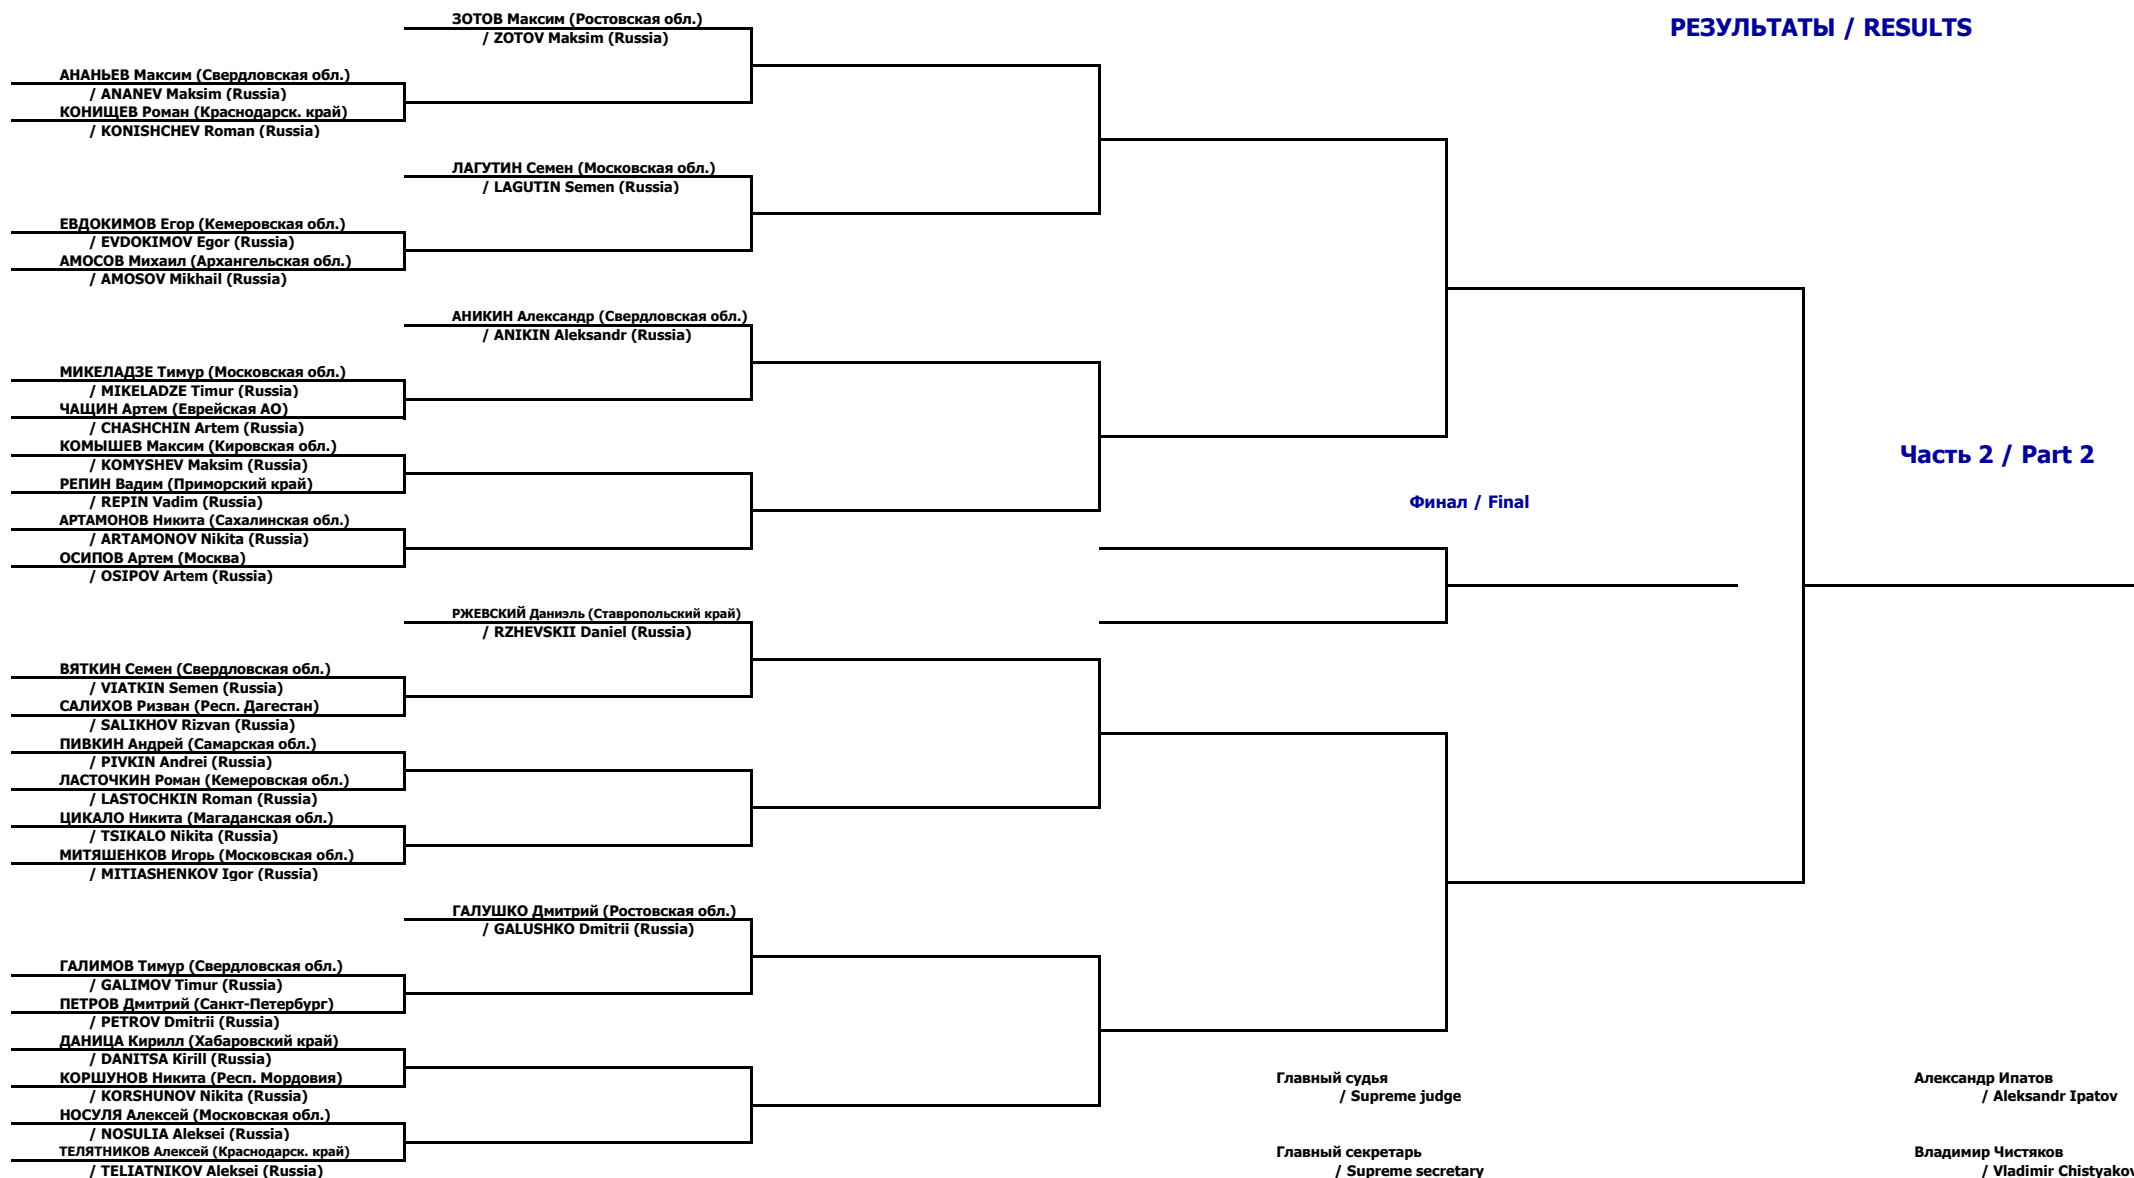 РЕЗУЛЬТАТЫ / RESULTS
ЗОТОВ Максим (Ростовская обл.)
/ ZOTOV Maksim (Russia)
АНАНЬЕВ Максим (Свердловская обл.)
/ ANANEV Maksim (Russia)
КОНИЩЕВ Роман (Краснодарск. край)
/ KONISHCHEV Roman (Russia)
ЛАГУТИН Семен (Московская обл.)
/ LAGUTIN Semen (Russia)
ЕВДОКИМОВ Егор (Кемеровская обл.)
/ EVDOKIMOV Egor (Russia)
АМОСОВ Михаил (Архангельская обл.)
/ AMOSOV Mikhail (Russia)
АНИКИН Александр (Свердловская обл.)
/ ANIKIN Aleksandr (Russia)
МИКЕЛАДЗЕ Тимур (Московская обл.)
/ MIKELADZE Timur (Russia)
ЧАЩИН Артем (Еврейская АО)
/ CHASHCHIN Artem (Russia)
КОМЫШЕВ Максим (Кировская обл.)
/ KOMYSHEV Maksim (Russia)
Часть 2 / Part 2
РЕПИН Вадим (Приморский край)
/ REPIN Vadim (Russia)
Финал / Final
АРТАМОНОВ Никита (Сахалинская обл.)
/ ARTAMONOV Nikita (Russia)
ОСИПОВ Артем (Москва)
/ OSIPOV Artem (Russia)
РЖЕВСКИЙ Даниэль (Ставропольский край)
/ RZHEVSKII Daniel (Russia)
ВЯТКИН Семен (Свердловская обл.)
/ VIATKIN Semen (Russia)
САЛИХОВ Ризван (Респ. Дагестан)
/ SALIKHOV Rizvan (Russia)
ПИВКИН Андрей (Самарская обл.)
/ PIVKIN Andrei (Russia)
ЛАСТОЧКИН Роман (Кемеровская обл.)
/ LASTOCHKIN Roman (Russia)
ЦИКАЛО Никита (Магаданская обл.)
/ TSIKALO Nikita (Russia)
МИТЯШЕНКОВ Игорь (Московская обл.)
/ MITIASHENKOV Igor (Russia)
ГАЛУШКО Дмитрий (Ростовская обл.)
/ GALUSHKO Dmitrii (Russia)
ГАЛИМОВ Тимур (Свердловская обл.)
/ GALIMOV Timur (Russia)
ПЕТРОВ Дмитрий (Санкт-Петербург)
/ PETROV Dmitrii (Russia)
ДАНИЦА Кирилл (Хабаровский край)
/ DANITSA Kirill (Russia)
КОРШУНОВ Никита (Респ. Мордовия)
/ KORSHUNOV Nikita (Russia)
НОСУЛЯ Алексей (Московская обл.)
/ NOSULIA Aleksei (Russia)
ТЕЛЯТНИКОВ Алексей (Краснодарск. край)
/ TELIATNIKOV Aleksei (Russia)
Главный судья
/ Supreme judge
Александр Ипатов
/ Aleksandr Ipatov
Главный секретарь
/ Supreme secretary
Владимир Чистяков
/ Vladimir Chistyakov